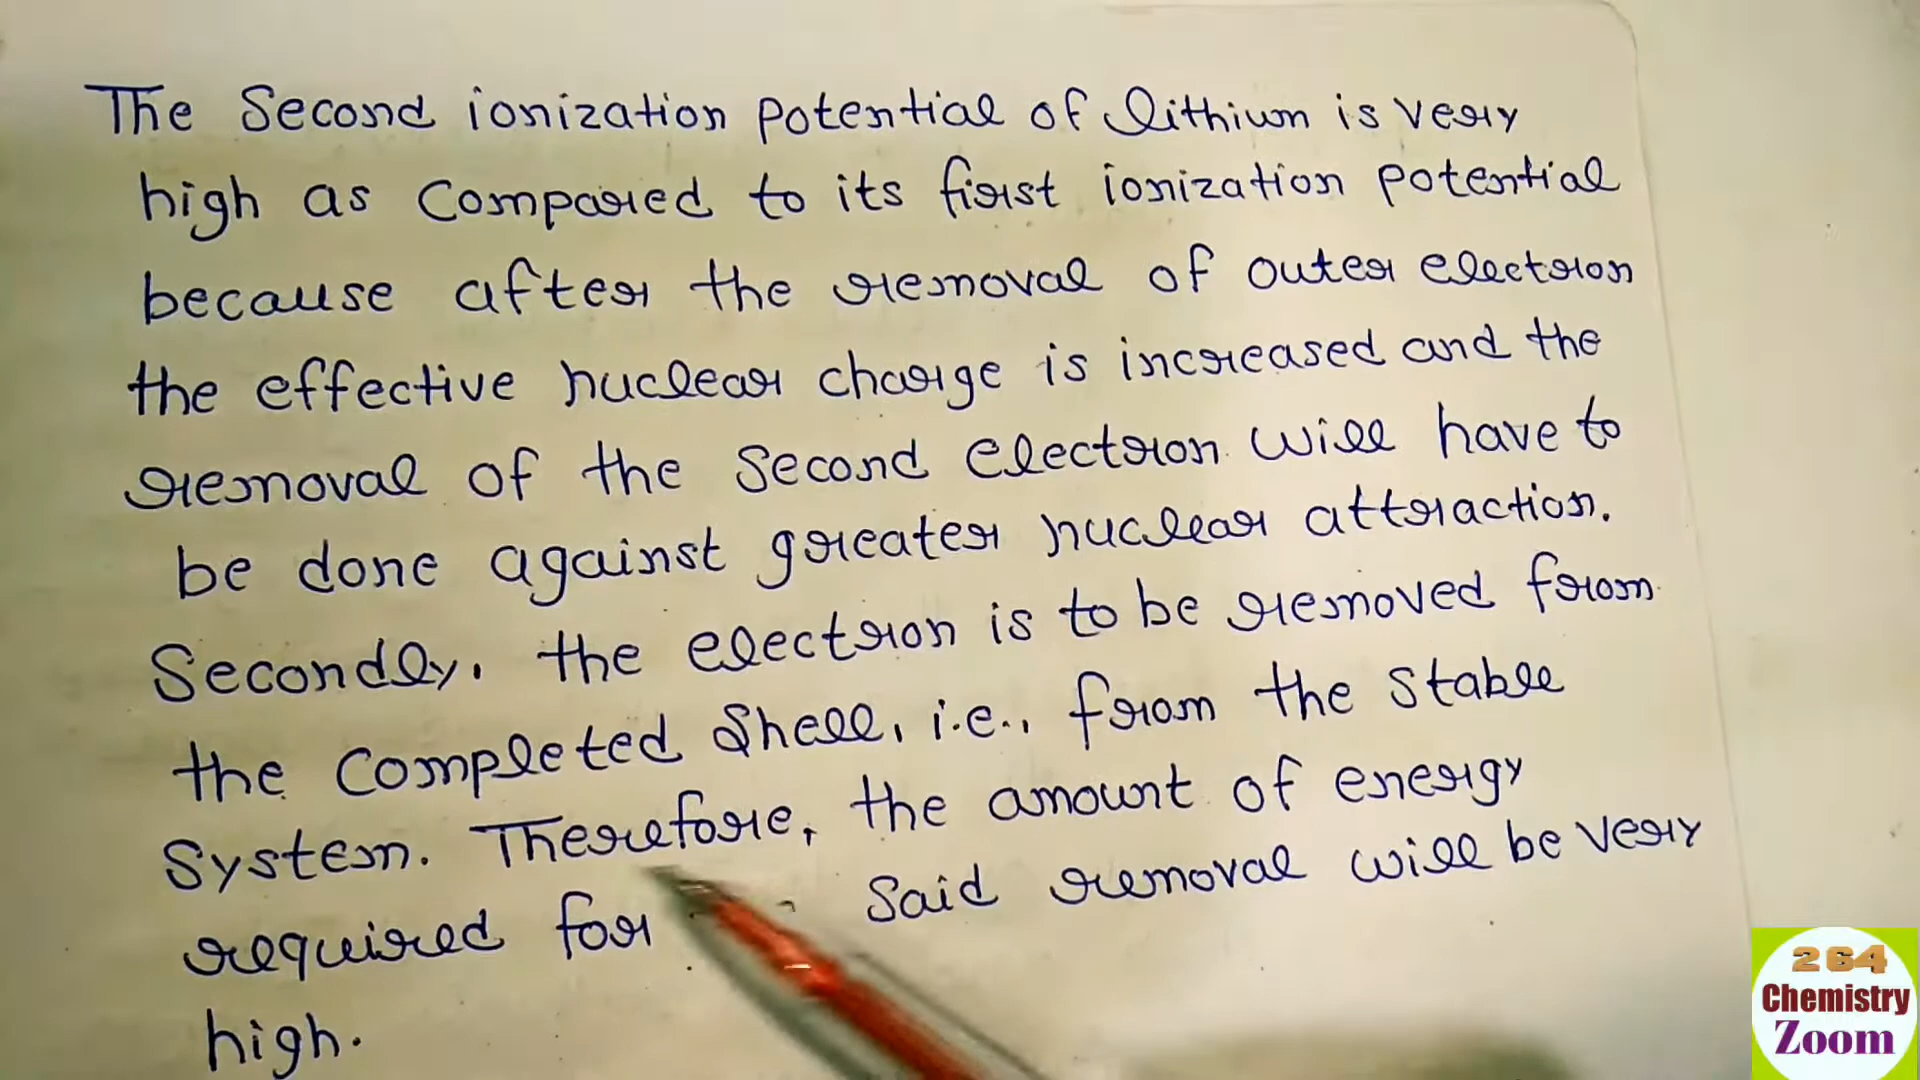 The Second ionization potential of lithium is very
high as compared to its first ionization potential
because after the removal of outer electron
the effective nuclear charge is increased and the
removal of the second electron will have to
be done against greater nuclear attraction.
Secondly, the electron is to be removed from
the completed shell, i.e., from the stable
system. Therefore, the amount of energy
required for said removal will be very
high.
264
Chemistry
Zoom